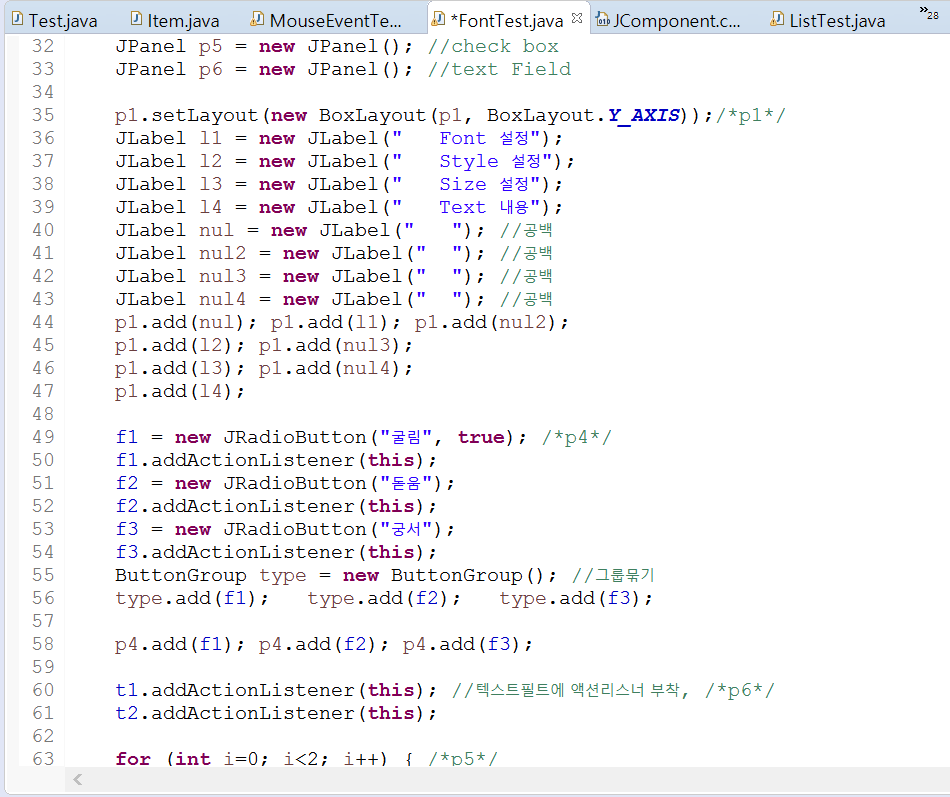 Test.java Item.java MouseEventTe... *FontTest.java JComponent.c... ListTest.java »28
32 JPanel p5 = new JPanel(); //check box
33 JPanel p6 = new JPanel(); //text Field
34
35 p1.setLayout(new BoxLayout(p1, BoxLayout.Y_AXIS));/*p1*/
36 JLabel l1 = new JLabel("   Font 설정");
37 JLabel l2 = new JLabel("   Style 설정");
38 JLabel l3 = new JLabel("   Size 설정");
39 JLabel l4 = new JLabel("   Text 내용");
40 JLabel nul = new JLabel("   "); //공백
41 JLabel nul2 = new JLabel("  "); //공백
42 JLabel nul3 = new JLabel("  "); //공백
43 JLabel nul4 = new JLabel("  "); //공백
44 p1.add(nul); p1.add(l1); p1.add(nul2);
45 p1.add(l2); p1.add(nul3);
46 p1.add(l3); p1.add(nul4);
47 p1.add(l4);
48
49 f1 = new JRadioButton("굴림", true); /*p4*/
50 f1.addActionListener(this);
51 f2 = new JRadioButton("돋움");
52 f2.addActionListener(this);
53 f3 = new JRadioButton("궁서");
54 f3.addActionListener(this);
55 ButtonGroup type = new ButtonGroup(); //그룹묶기
56 type.add(f1);   type.add(f2);   type.add(f3);
57
58 p4.add(f1); p4.add(f2); p4.add(f3);
59
60 t1.addActionListener(this); //텍스트필트에 액션리스너 부착, /*p6*/
61 t2.addActionListener(this);
62
63 for (int i=0; i<2; i++) { /*p5*/